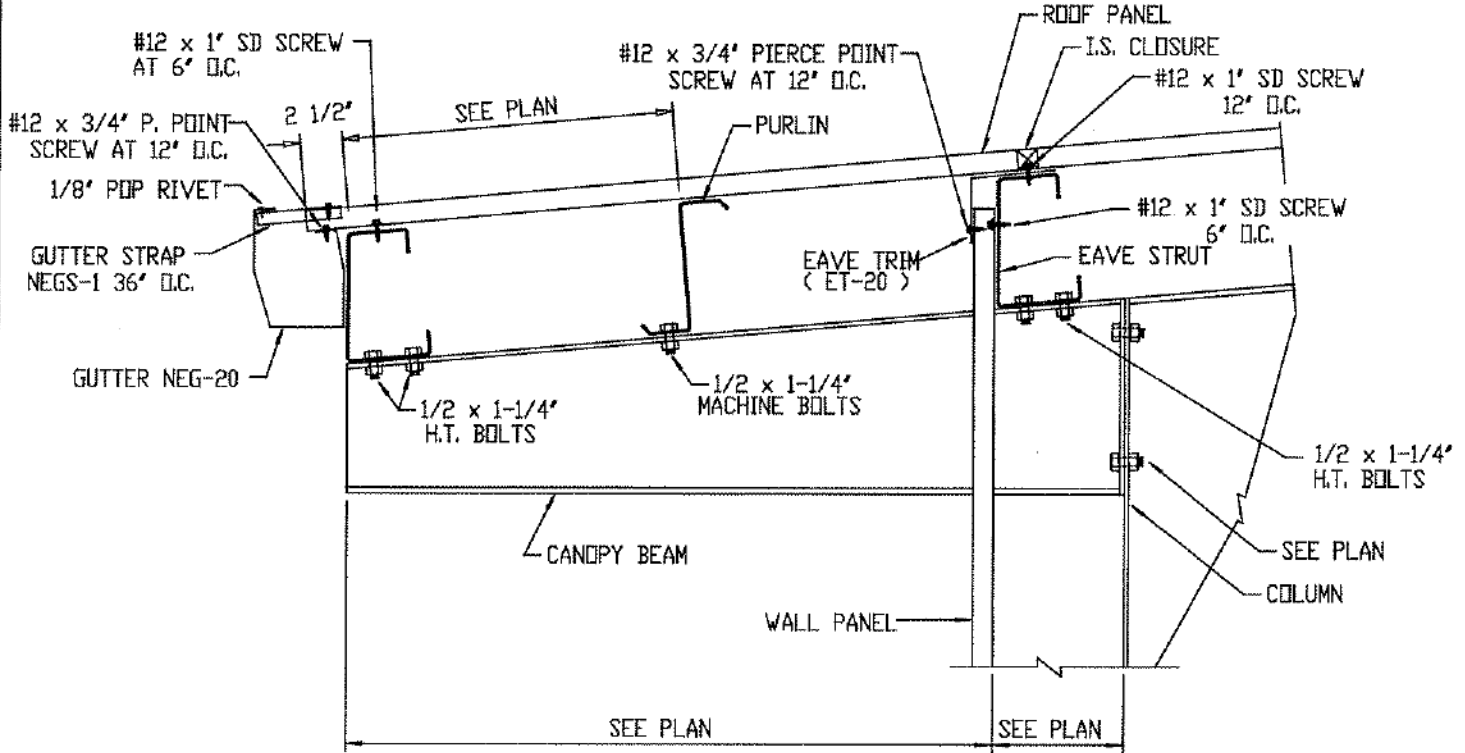 ROOF PANEL
I.S. CLOSURE
#12 x 1" SD SCREW
12" O.C.
#12 x 1" SD SCREW
AT 6" O.C.
#12 x 3/4" PIERCE POINT
SCREW AT 12" O.C.
2 1/2"
SEE PLAN
#12 x 3/4" P. POINT
SCREW AT 12" O.C.
PURLIN
1/8" POP RIVET
#12 x 1" SD SCREW
6" O.C.
GUTTER STRAP
NEGS-1 36" O.C.
EAVE TRIM
( ET-20 )
EAVE STRUT
GUTTER NEG-20
1/2 x 1-1/4"
H.T. BOLTS
1/2 x 1-1/4"
MACHINE BOLTS
1/2 x 1-1/4"
H.T. BOLTS
CANOPY BEAM
SEE PLAN
COLUMN
WALL PANEL
SEE PLAN
SEE PLAN